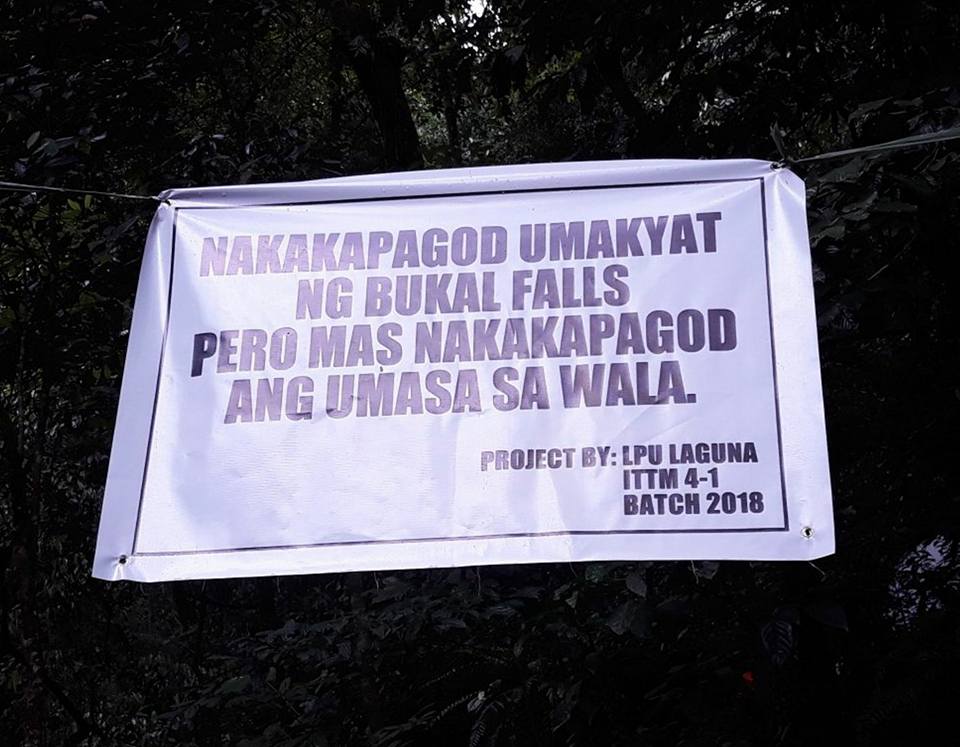 NAKAKAPAGOD UMAKYAT
NG BUKAL FALLS
PERO MAS NAKAKAPAGOD
ANG UMASA SA WALA.
PROJECT BY: LPU LAGUNA
ITTM 4-1
BATCH 2018